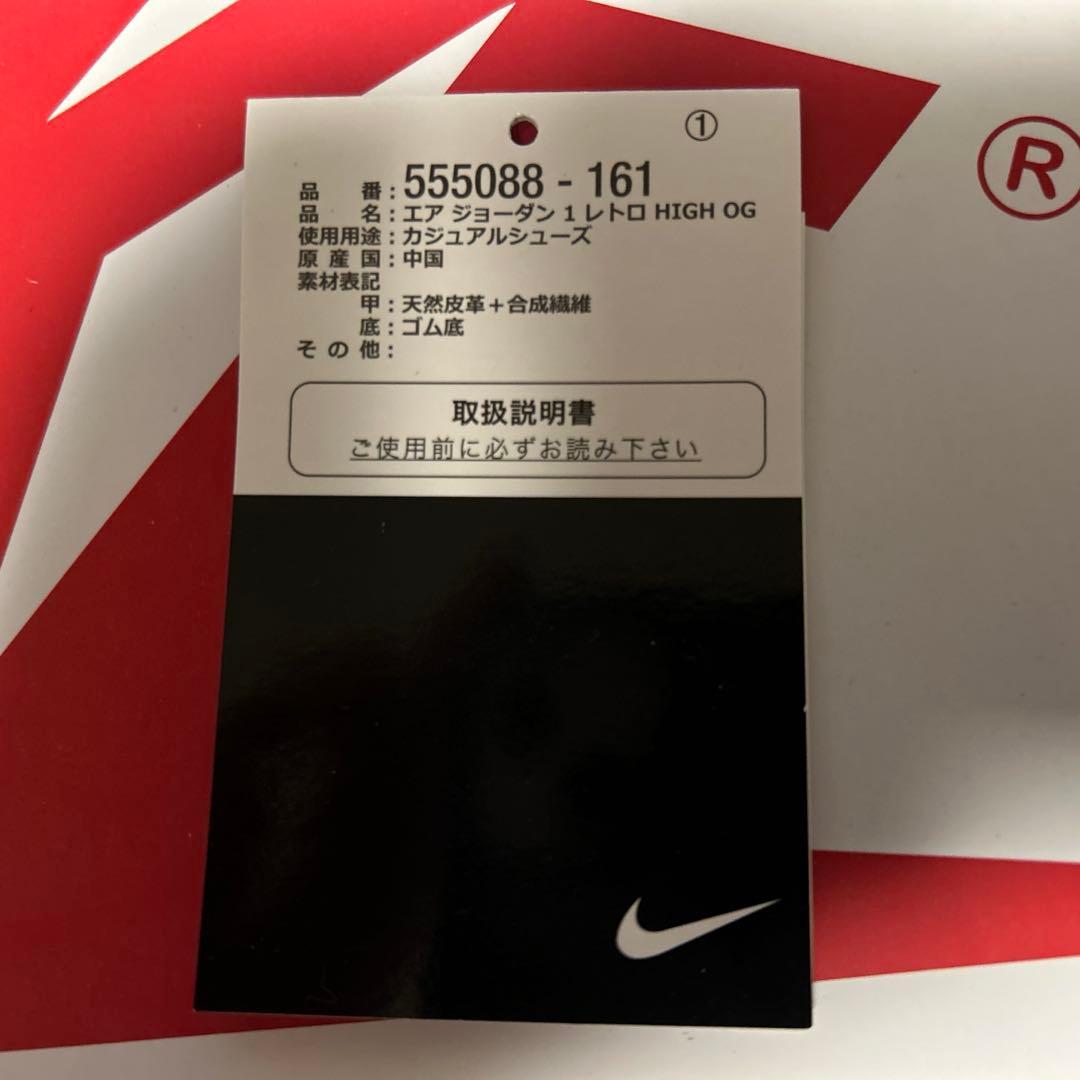 ①
品 番：555088 - 161
品 名：エア ジョーダン 1 レトロ HIGH OG
使用用途：カジュアルシューズ
原 産 国：中国
素材表記
甲：天然皮革＋合成繊維
底：ゴム底
そ の 他：
取扱説明書
ご使用前に必ずお読み下さい
®